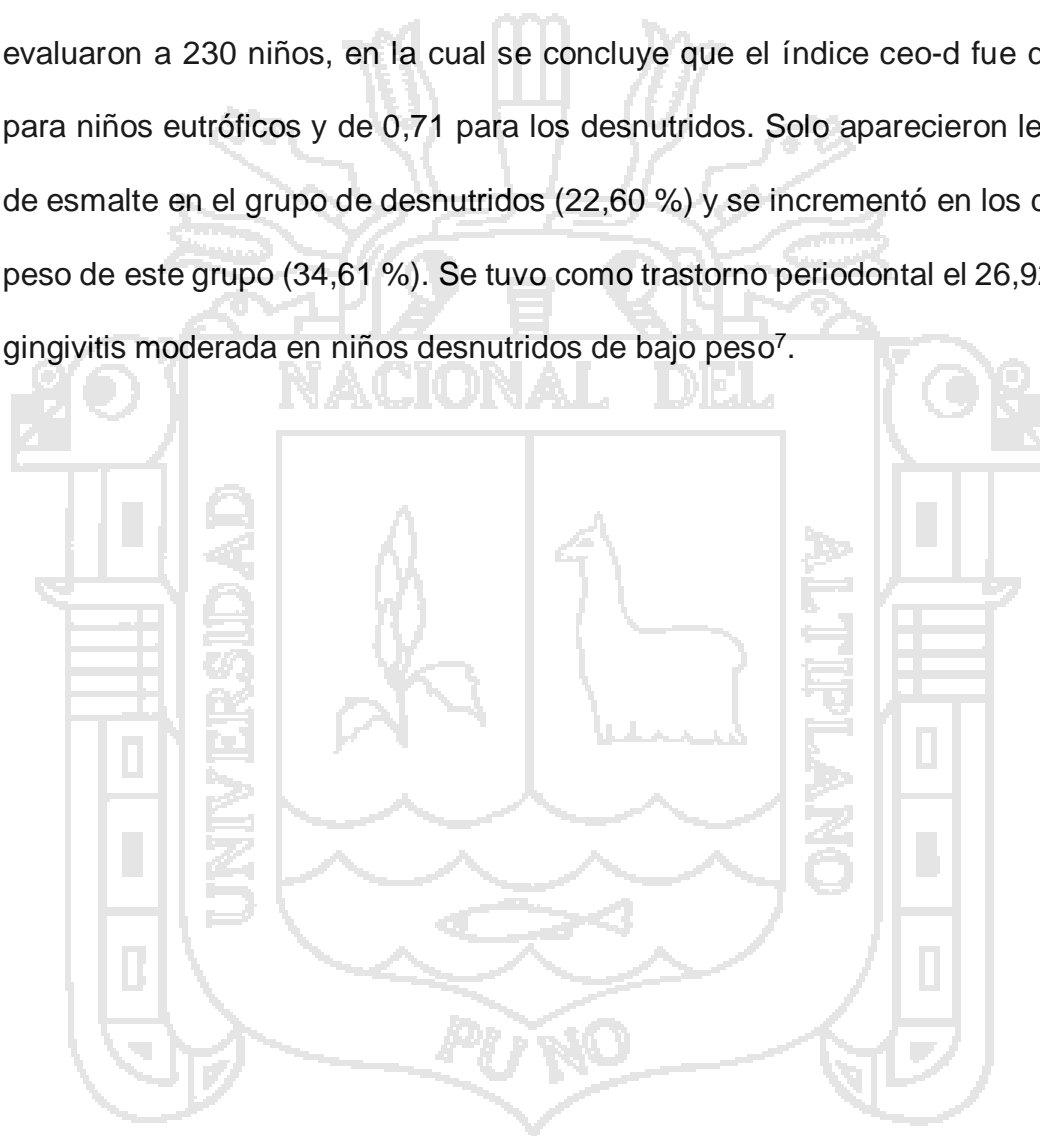 evaluaron a 230 niños, en la cual se concluye que el índice ceo-d fue
para niños eutróficos y de 0,71 para los desnutridos. Solo aparecieron
de esmalte en el grupo de desnutridos (22,60 %) y se incrementó en los
peso de este grupo (34,61 %). Se tuvo como trastorno periodontal el 26,92
gingivitis moderada en niños desnutridos de bajo peso⁷.
NACIONAL DEL
UNIVERSIDAD
ALTIPLANO
PUNO